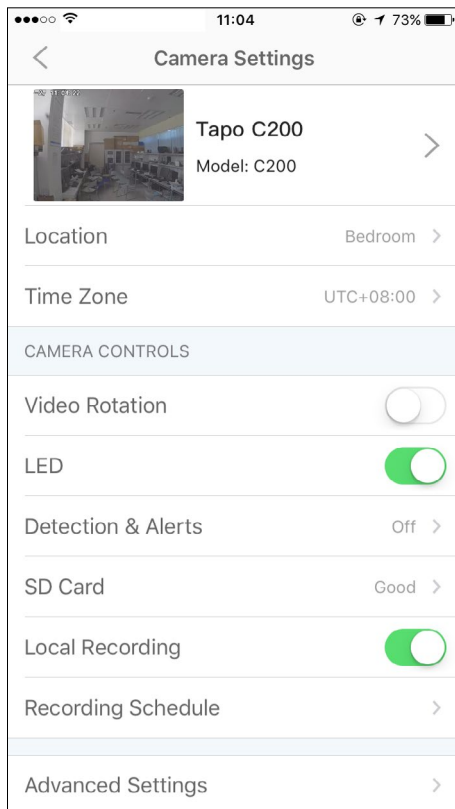 11:04
73%
Camera Settings
Tapo C200
Model: C200
Location
Bedroom
Time Zone
UTC+08:00
CAMERA CONTROLS
Video Rotation
LED
Detection & Alerts
Off
SD Card
Good
Local Recording
Recording Schedule
Advanced Settings